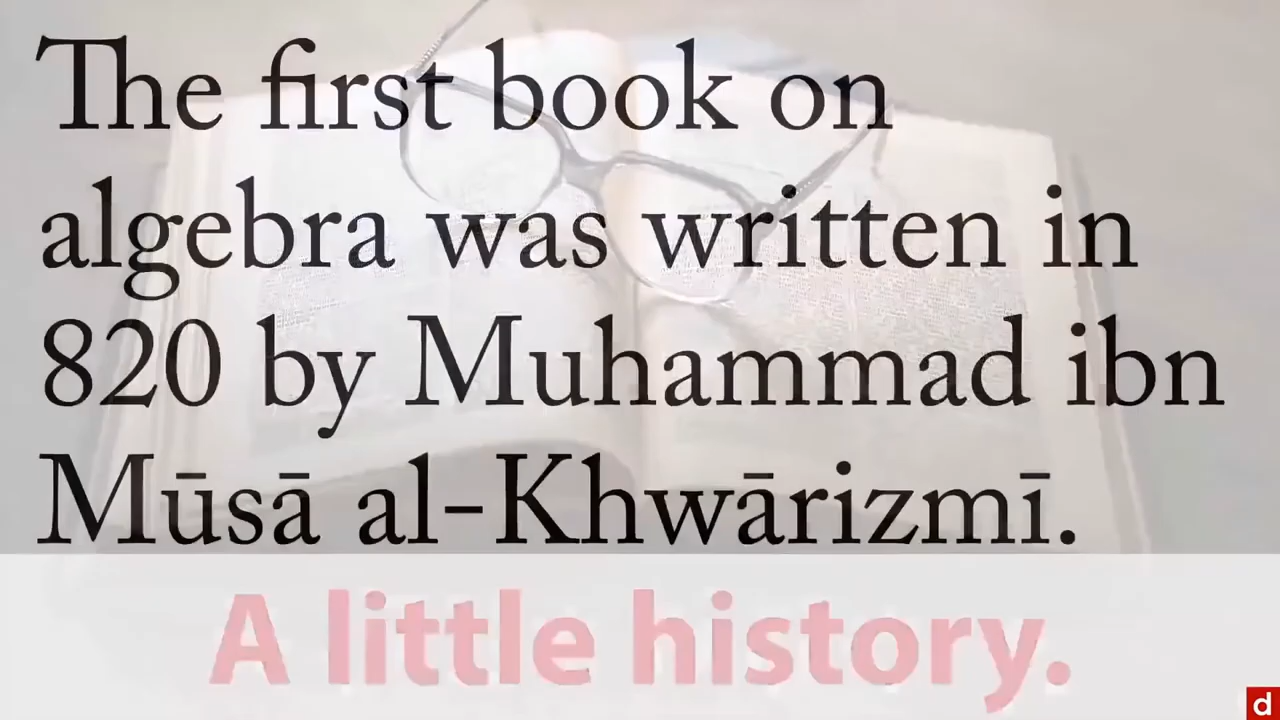 The first book on
algebra was written in
820 by Muhammad ibn
Mūsā al-Khwārizmī.
A little history.
d